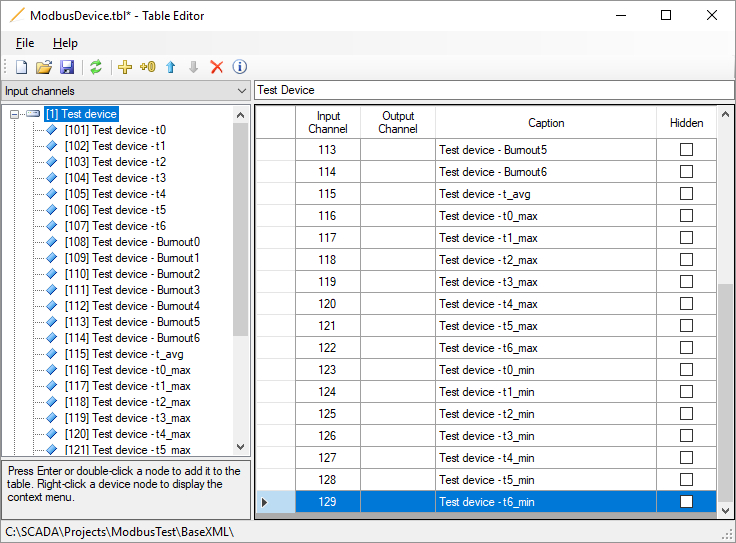 ModbusDevice.tbl* - Table Editor
File Help
+0
Input channels
[1] Test device
[101] Test device - t0
[102] Test device - t1
[103] Test device - t2
[104] Test device - t3
[105] Test device - t4
[106] Test device - t5
[107] Test device - t6
[108] Test device - Burnout0
[109] Test device - Burnout1
[110] Test device - Burnout2
[111] Test device - Burnout3
[112] Test device - Burnout4
[113] Test device - Burnout5
[114] Test device - Burnout6
[115] Test device - t_avg
[116] Test device - t0_max
[117] Test device - t1_max
[118] Test device - t2_max
[119] Test device - t3_max
[120] Test device - t4_max
[121] Test device - t5_max
Press Enter or double-click a node to add it to the
table. Right-click a device node to display the
context menu.
Test Device
Input Channel Output Channel Caption Hidden
113 Test device - Burnout5
114 Test device - Burnout6
115 Test device - t_avg
116 Test device - t0_max
117 Test device - t1_max
118 Test device - t2_max
119 Test device - t3_max
120 Test device - t4_max
121 Test device - t5_max
122 Test device - t6_max
123 Test device - t0_min
124 Test device - t1_min
125 Test device - t2_min
126 Test device - t3_min
127 Test device - t4_min
128 Test device - t5_min
129 Test device - t6_min
C:\SCADA\Projects\ModbusTest\BaseXML\